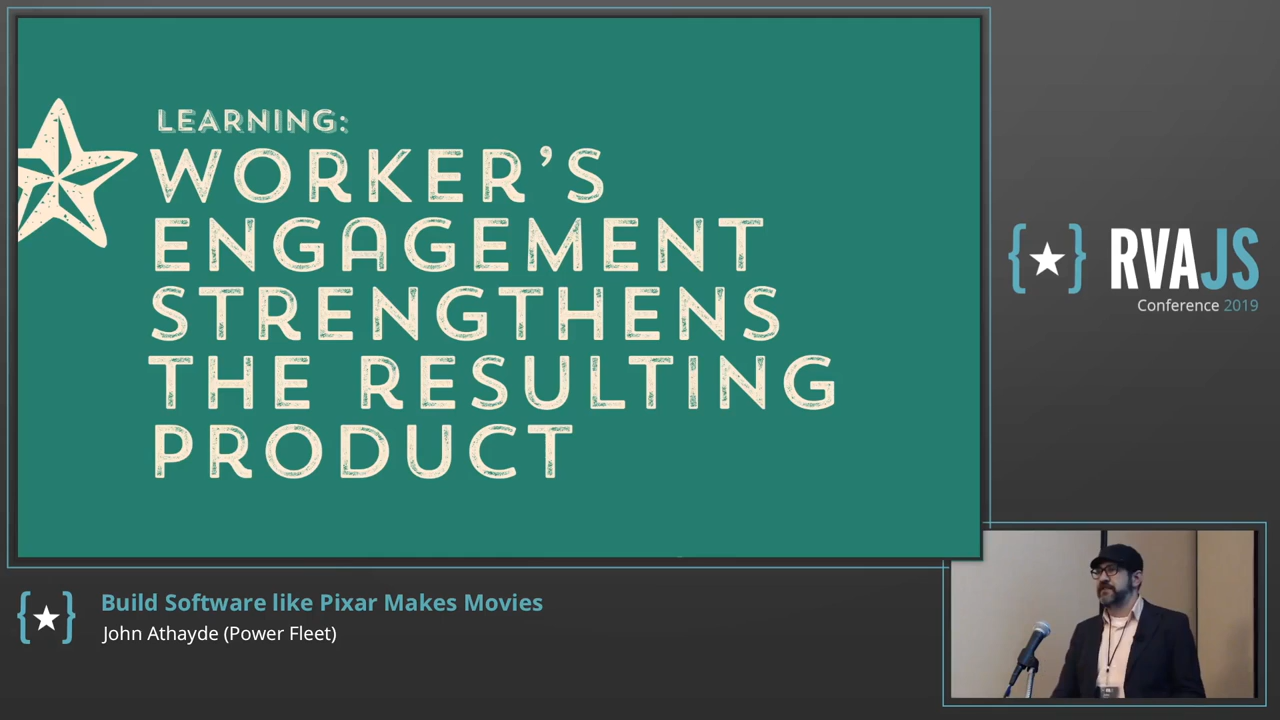 LEARNING:
WORKER'S
ENGAGEMENT
STRENGTHENS
THE RESULTING
PRODUCT
{★} RVAJS
Conference 2019
{★} Build Software like Pixar Makes Movies
John Athayde (Power Fleet)